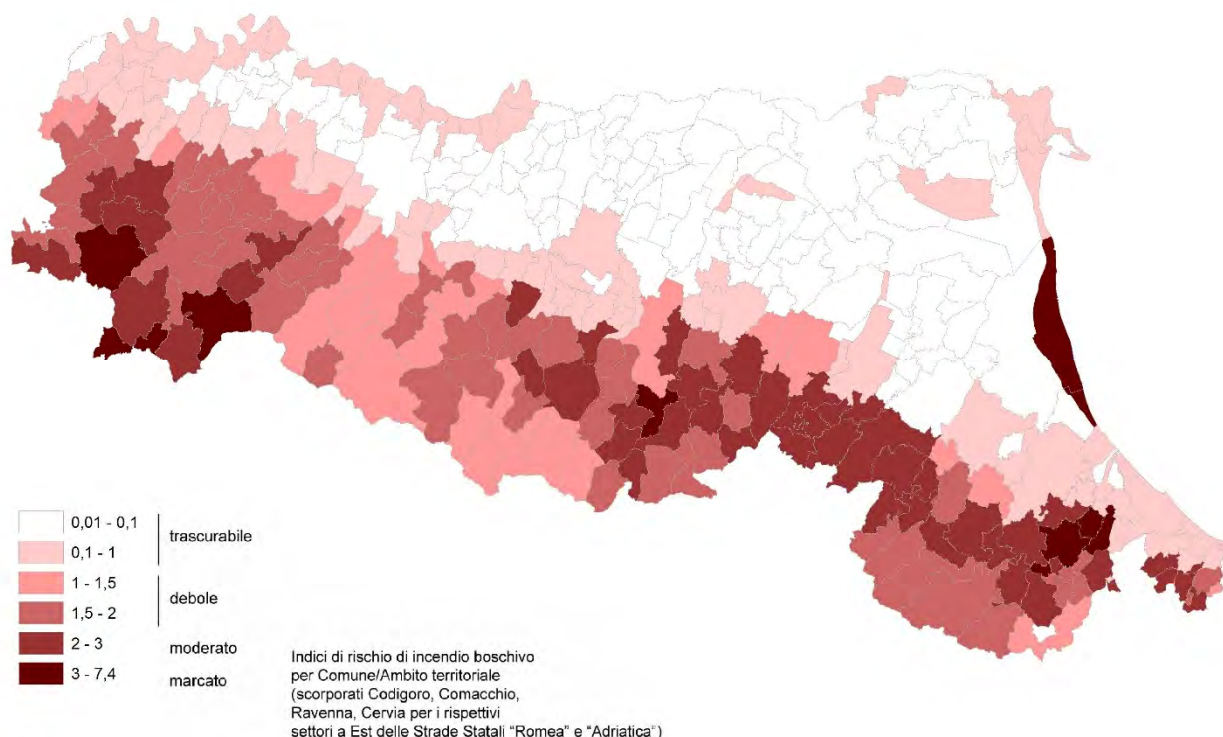 0,01 - 0,1
trascurabile
0,1 - 1
1 - 1,5
debole
1,5 - 2
2 - 3
moderato
3 - 7,4
marcato
Indici di rischio di incendio boschivo
per Comune/Ambito territoriale
(scorporati Codigoro, Comacchio,
Ravenna, Cervia per i rispettivi
settori a Est delle Strade Statali "Romea" e "Adriatica")